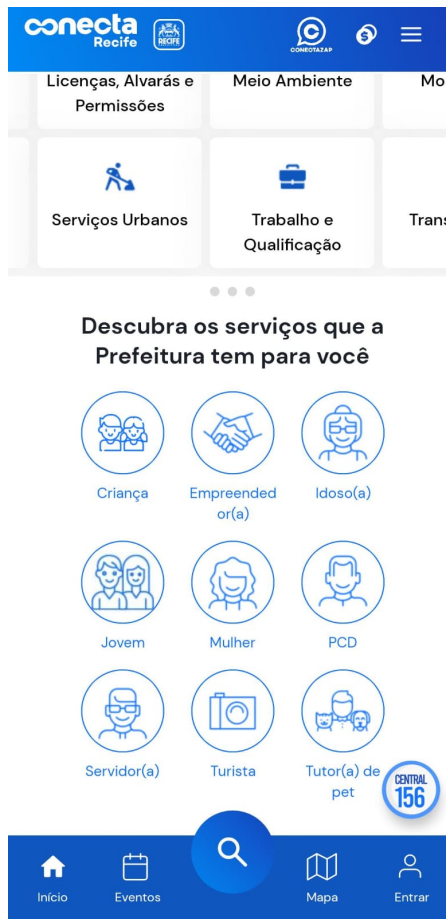 conecta
Recife
RECIFE
CONECTAZAP
$
Licenças, Alvarás e
Permissões
Meio Ambiente
Mo
Serviços Urbanos
Trabalho e
Qualificação
Trans
Descubra os serviços que a
Prefeitura tem para você
Criança
Empreended
or(a)
Idoso(a)
Jovem
Mulher
PCD
Servidor(a)
Turista
Tutor(a) de
pet
CENTRAL
156
Início
Eventos
Mapa
Entrar